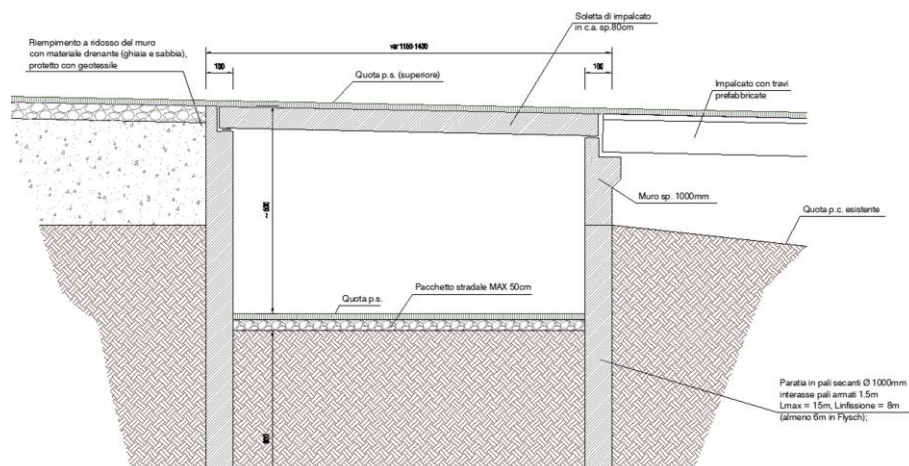 Soletta di impalcato
in c.a. sp.80cm
Riempimento a ridosso del muro
con materiale drenante (ghiaia e sabbia),
protetto con geotessile
var 1150-1400
100
100
Quota p.s. (superiore)
Impalcato con travi
prefabbricate
Muro sp. 1000mm
Quota p.c. esistente
Pacchetto stradale MAX 50cm
Quota p.s.
Paratia in pali secanti Ø 1000mm
interasse pali armati 1.5m
Lmax = 15m, Linfissione = 8m
(almeno 6m in Flysch);